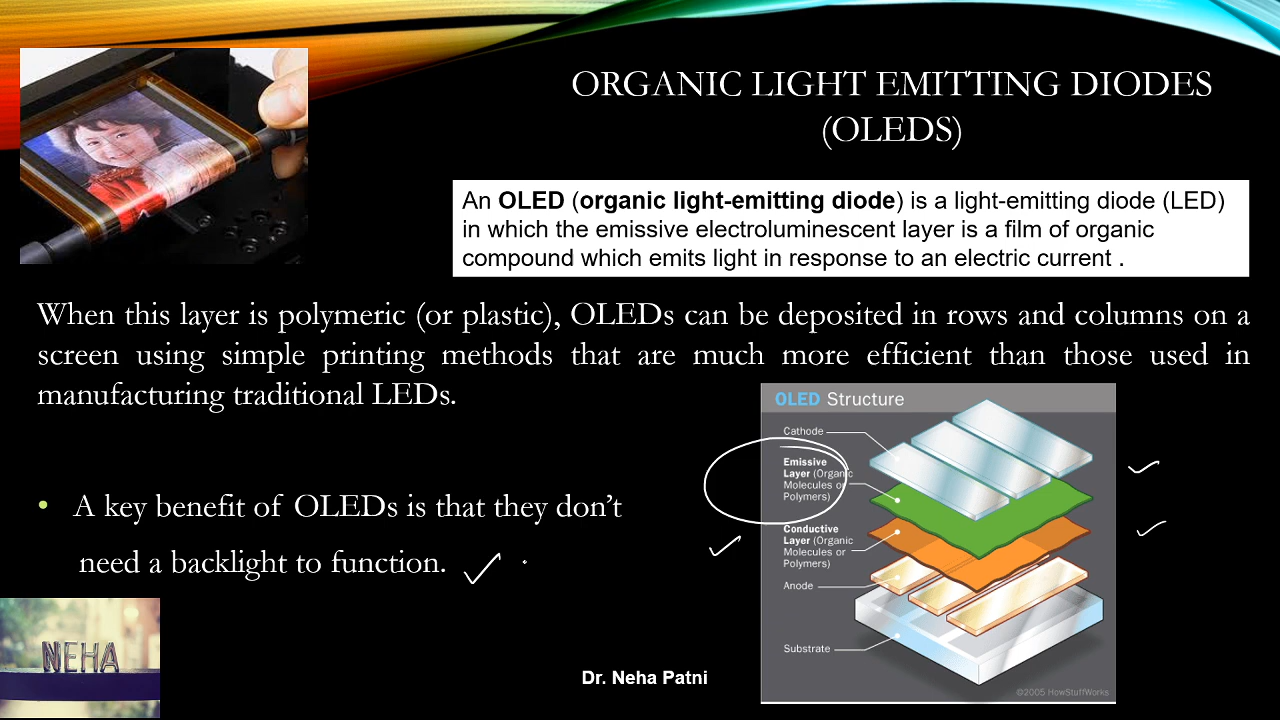 ORGANIC LIGHT EMITTING DIODES
(OLEDS)
An OLED (organic light-emitting diode) is a light-emitting diode (LED)
in which the emissive electroluminescent layer is a film of organic
compound which emits light in response to an electric current .
When this layer is polymeric (or plastic), OLEDs can be deposited in rows and columns on a
screen using simple printing methods that are much more efficient than those used in
manufacturing traditional LEDs.
• A key benefit of OLEDs is that they don’t
need a backlight to function.
OLED Structure
Cathode
Emissive
Layer (Organic
Molecules or
Polymers)
Conductive
Layer (Organic
Molecules or
Polymers)
Anode
Substrate
©2005 HowStuffWorks
NEHA
Dr. Neha Patni